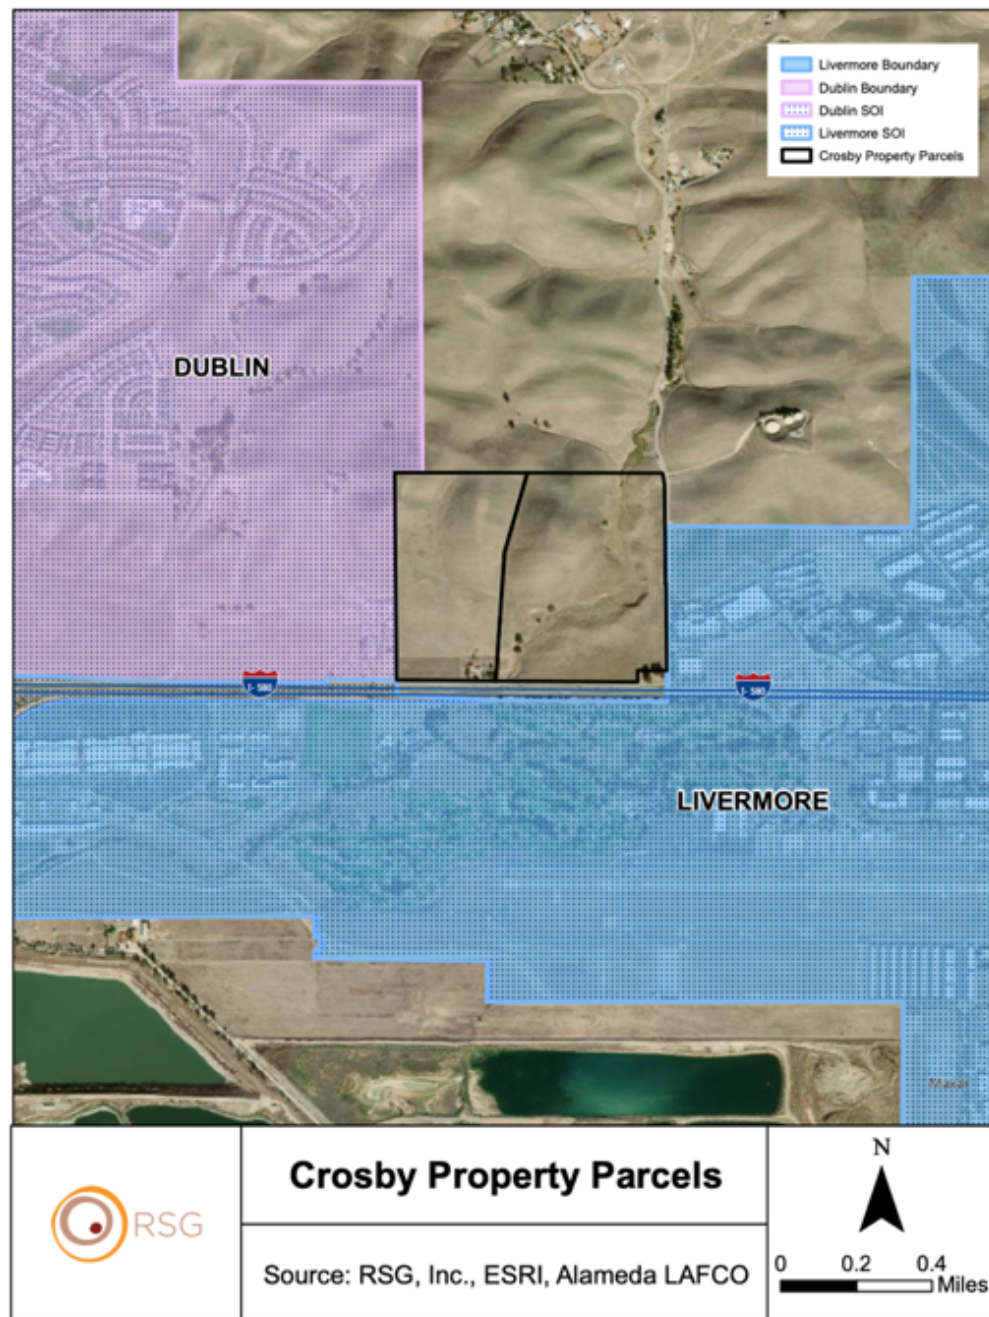 Livermore Boundary
Dublin Boundary
Dublin SOI
Livermore SOI
Crosby Property Parcels
DUBLIN
I- 580
I- 580
LIVERMORE
Maxar
RSG
Crosby Property Parcels
Source: RSG, Inc., ESRI, Alameda LAFCO
N
0 0.2 0.4
Miles